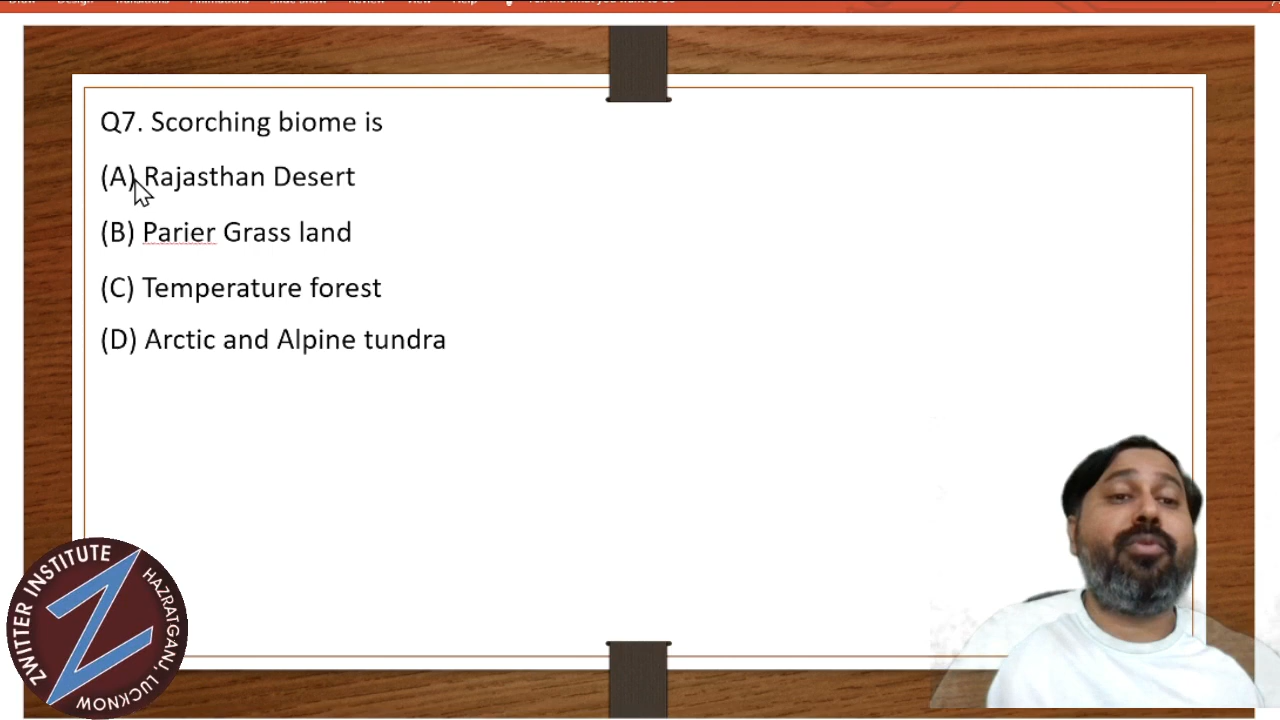 Q7. Scorching biome is
(A) Rajasthan Desert
(B) Parier Grass land
(C) Temperature forest
(D) Arctic and Alpine tundra
ZWITTER INSTITUTE
HAZRATGANJ, LUCKNOW